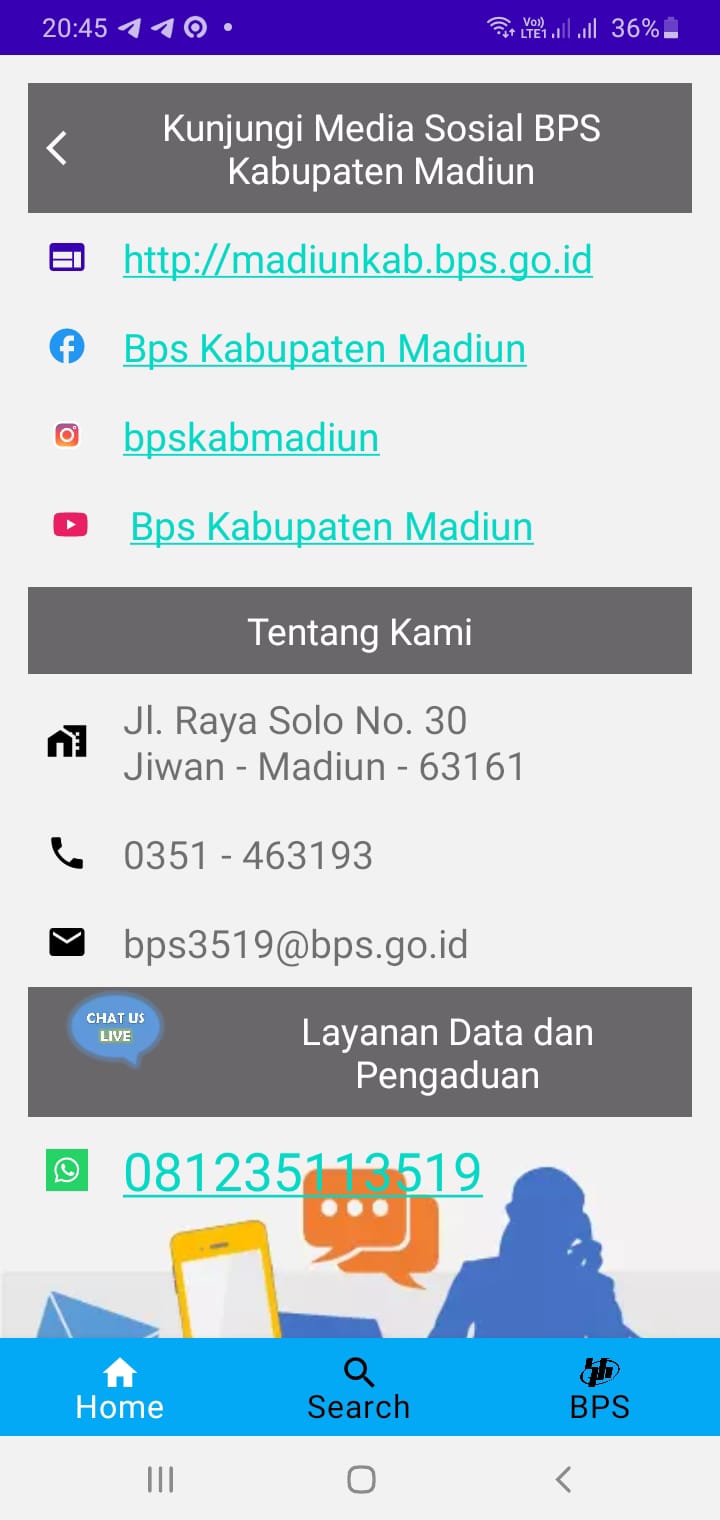 20:45
Vo)) LTE1 36%
Kunjungi Media Sosial BPS
Kabupaten Madiun
http://madiunkab.bps.go.id
Bps Kabupaten Madiun
bpskabmadiun
Bps Kabupaten Madiun
Tentang Kami
Jl. Raya Solo No. 30
Jiwan - Madiun - 63161
0351 - 463193
bps3519@bps.go.id
CHAT US
LIVE
Layanan Data dan
Pengaduan
081235113519
Home Search BPS